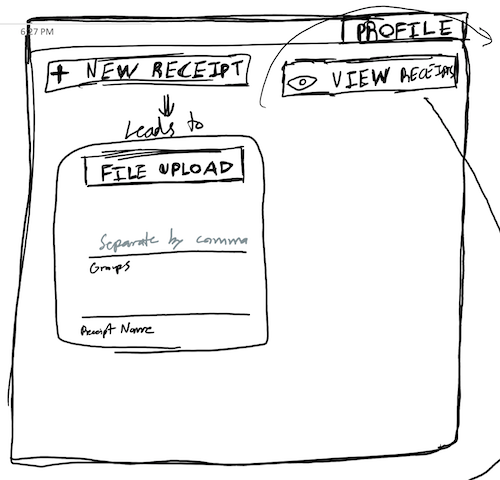 6:27 PM
PROFILE
+ NEW RECEIPT
VIEW RECEIPTS
Leads to
FILE UPLOAD
Separate by comma
Groups
Receipt Name